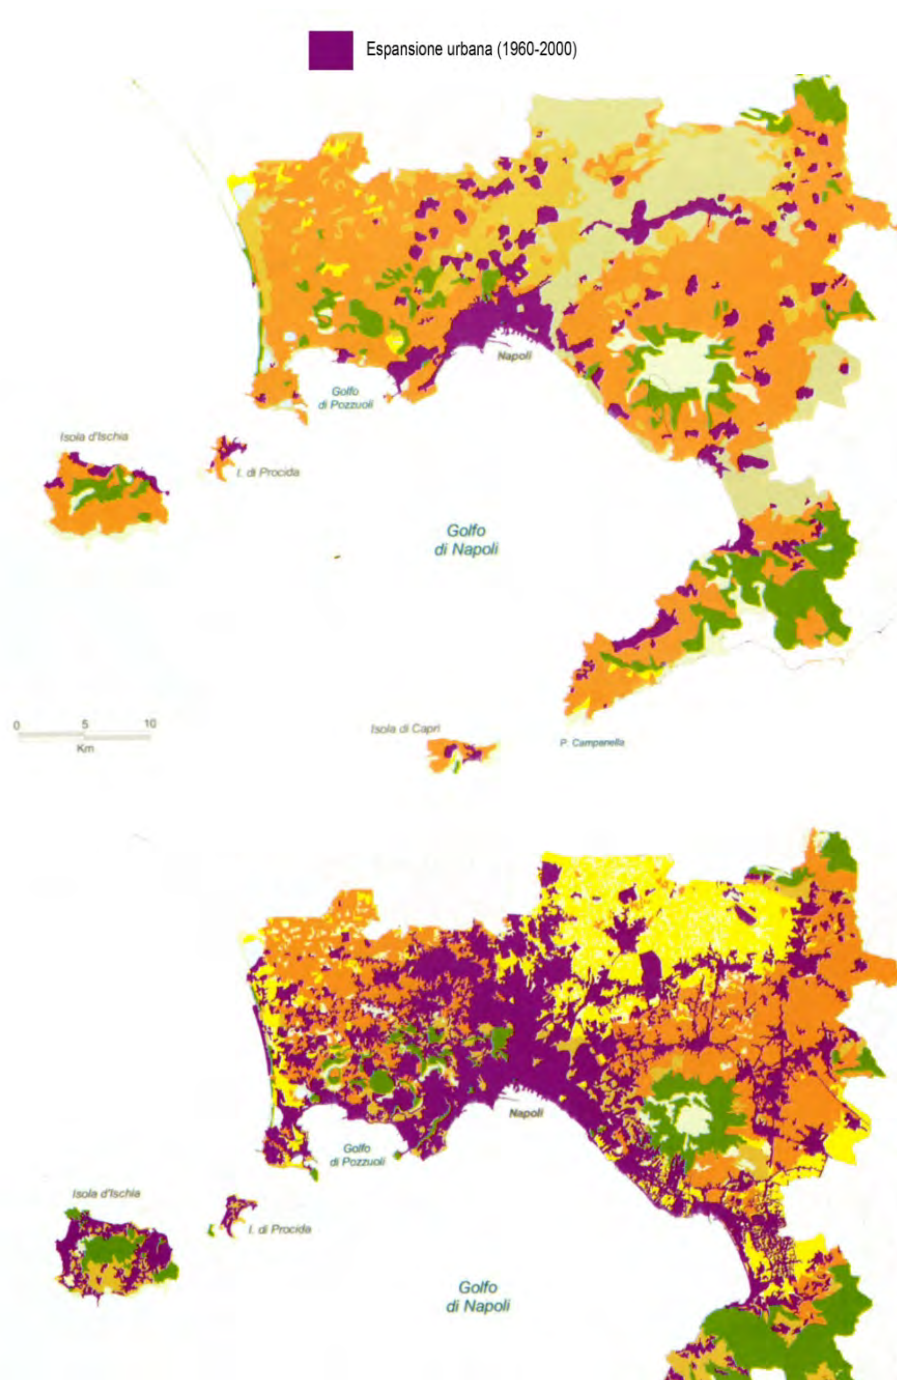 Espansione urbana (1960-2000)
Napoli
Golfo
di Pozzuoli
Isola d'Ischia
I. di Procida
Golfo
di Napoli
0 5 10
Km
Isola di Capri
P. Campanella
Napoli
Golfo
di Pozzuoli
Isola d'Ischia
I. di Procida
Golfo
di Napoli